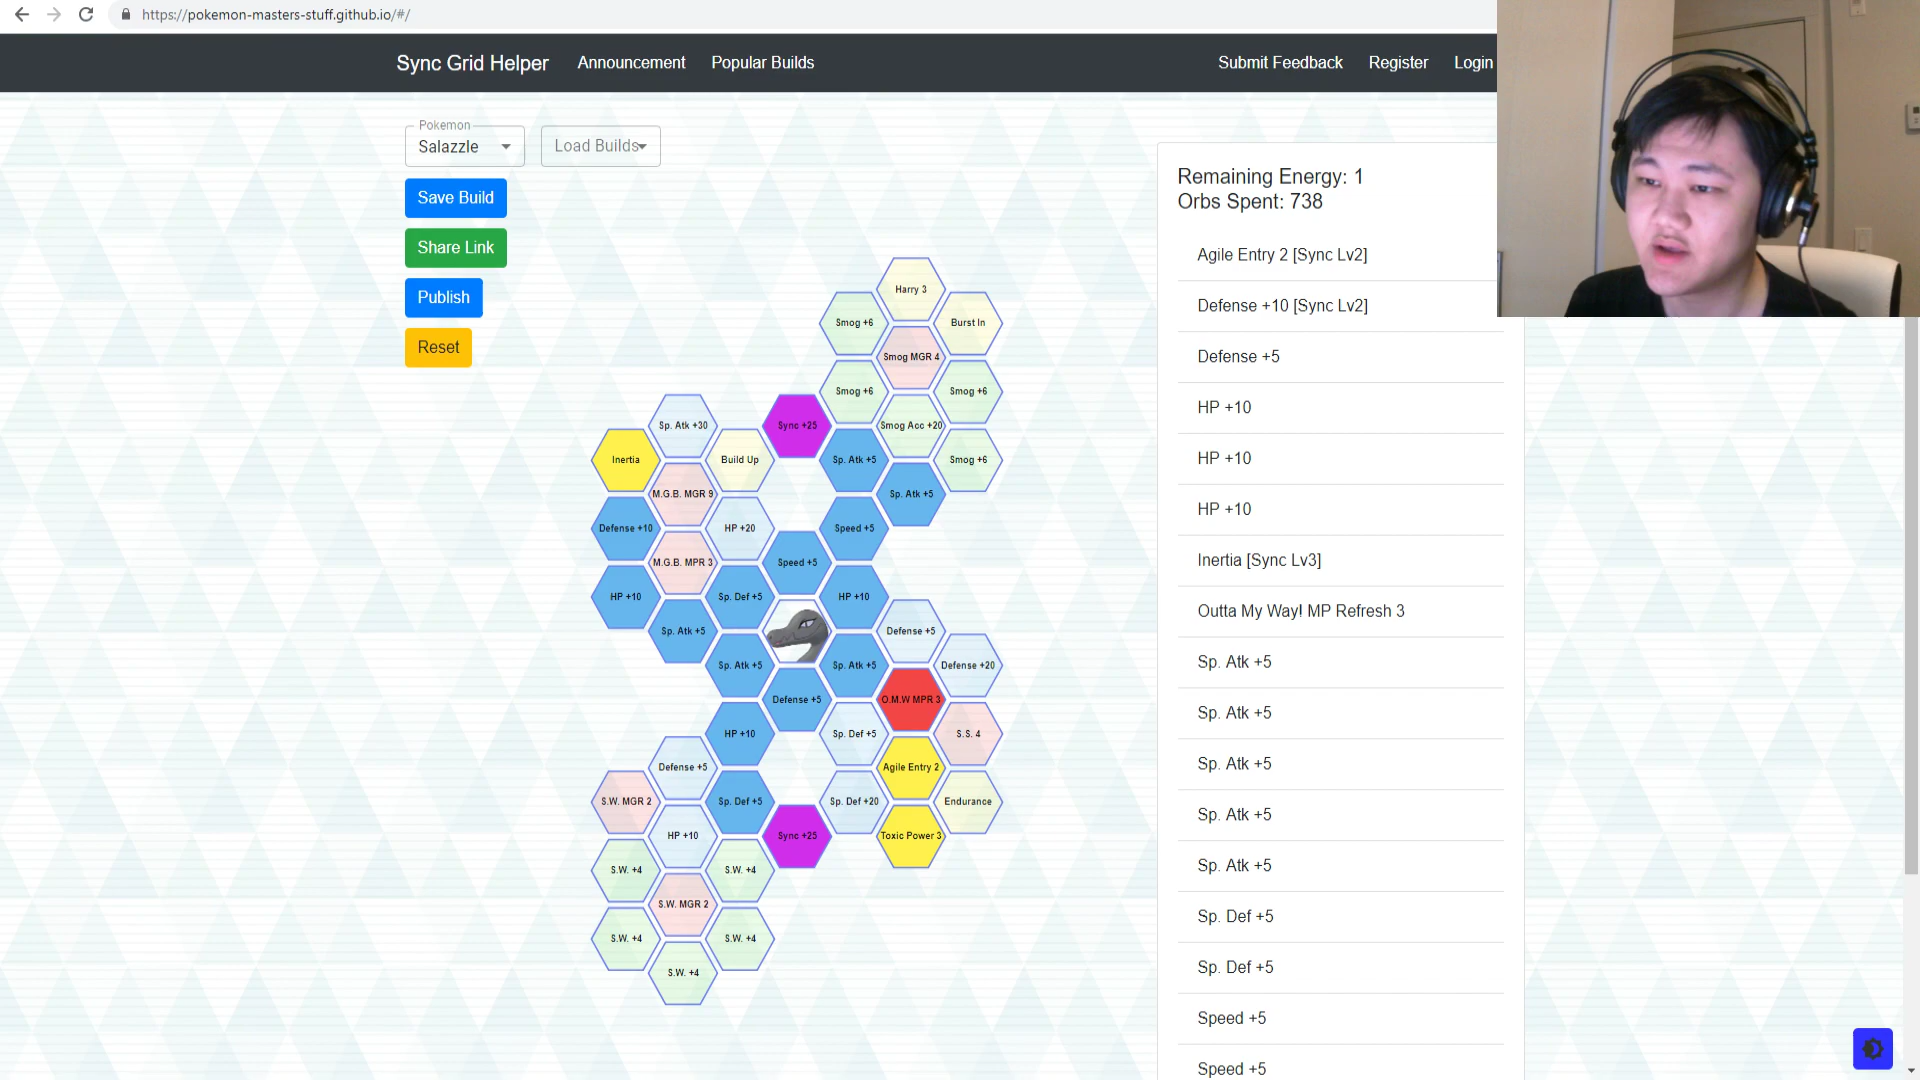 https://pokemon-masters-stuff.github.io/#/
Sync Grid Helper
Announcement
Popular Builds
Submit Feedback
Register
Login
Pokemon
Salazzle
Load Builds
Save Build
Share Link
Publish
Reset
Remaining Energy: 1
Orbs Spent: 738
Agile Entry 2 [Sync Lv2]
Defense +10 [Sync Lv2]
Defense +5
HP +10
HP +10
HP +10
Inertia [Sync Lv3]
Outta My Way! MP Refresh 3
Sp. Atk +5
Sp. Atk +5
Sp. Atk +5
Sp. Atk +5
Sp. Atk +5
Sp. Def +5
Sp. Def +5
Speed +5
Speed +5
Harry 3
Smog +6
Burst In
Smog MGR 4
Smog +6
Smog +6
Sp. Atk +30
Sync +25
Smog Acc +20
Inertia
Build Up
Sp. Atk +5
Smog +6
M.G.B. MGR 9
Sp. Atk +5
Defense +10
HP +20
Speed +5
M.G.B. MPR 3
Speed +5
HP +10
Sp. Def +5
HP +10
Sp. Atk +5
Defense +5
Sp. Atk +5
Sp. Atk +5
Defense +20
Defense +5
O.M.W MPR 3
HP +10
Sp. Def +5
S.S. 4
Defense +5
Agile Entry 2
S.W. MGR 2
Sp. Def +5
Sp. Def +20
Endurance
HP +10
Sync +25
Toxic Power 3
S.W. +4
S.W. +4
S.W. MGR 2
S.W. +4
S.W. +4
S.W. +4